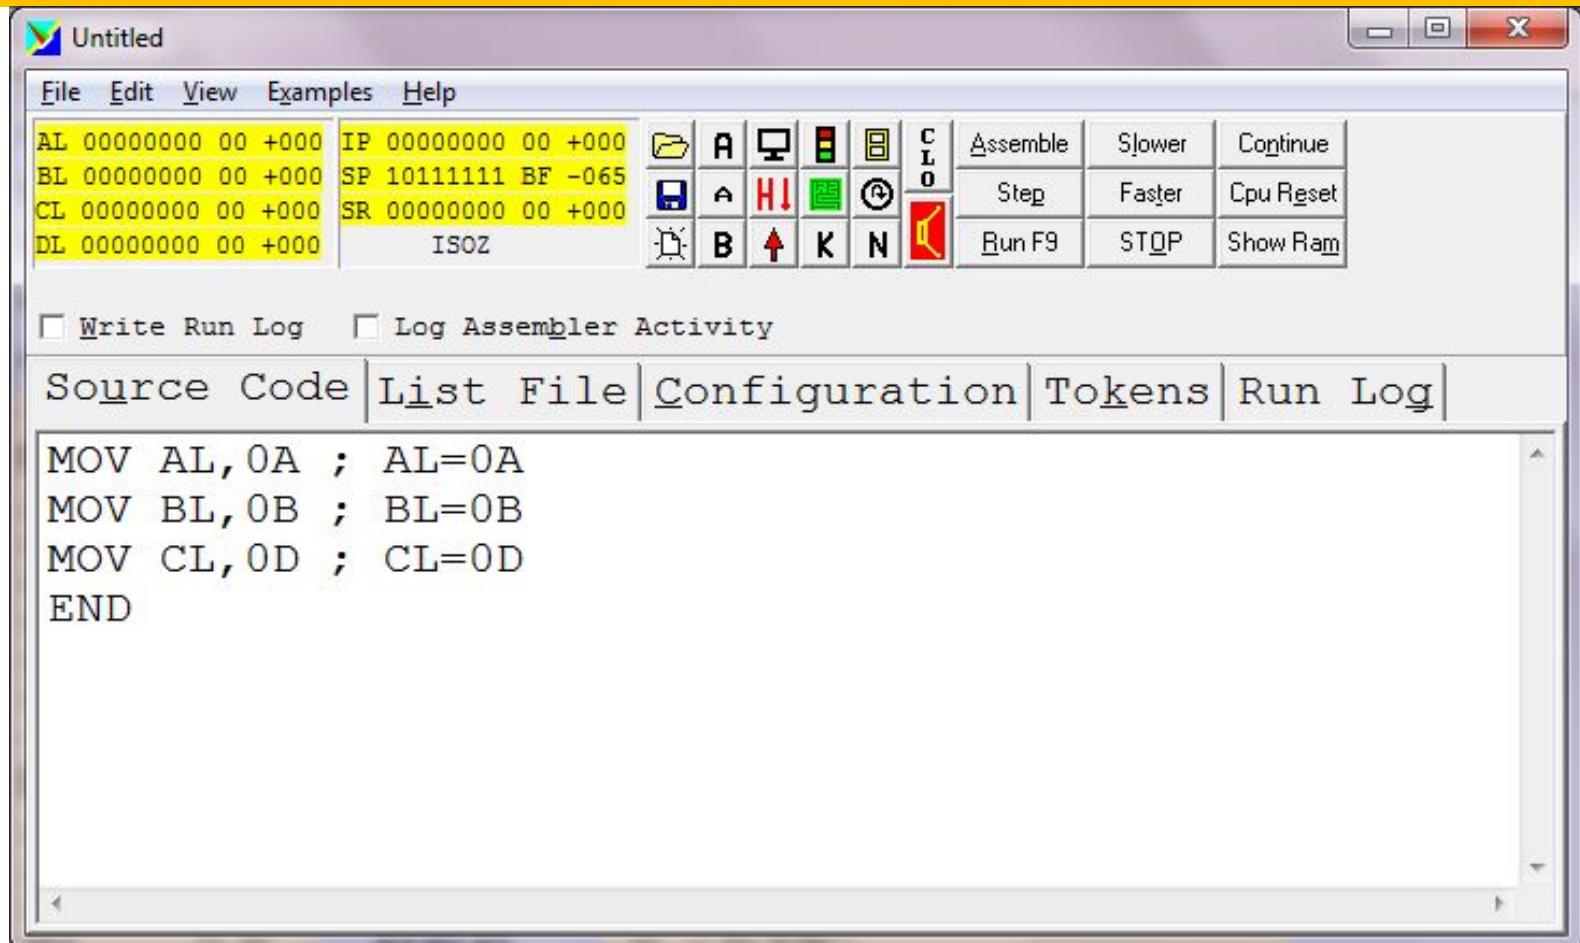 Untitled
File Edit View Examples Help
AL 00000000 00 +000 IP 00000000 00 +000
BL 00000000 00 +000 SP 10111111 BF -065
CL 00000000 00 +000 SR 00000000 00 +000
DL 00000000 00 +000 ISOZ
A
A
H
B K N
CLO
Assemble Slower Continue
Step Faster Cpu Reset
Run F9 STOP Show Ram
Write Run Log Log Assembler Activity
Source Code List File Configuration Tokens Run Log
MOV AL,0A ; AL=0A
MOV BL,0B ; BL=0B
MOV CL,0D ; CL=0D
END